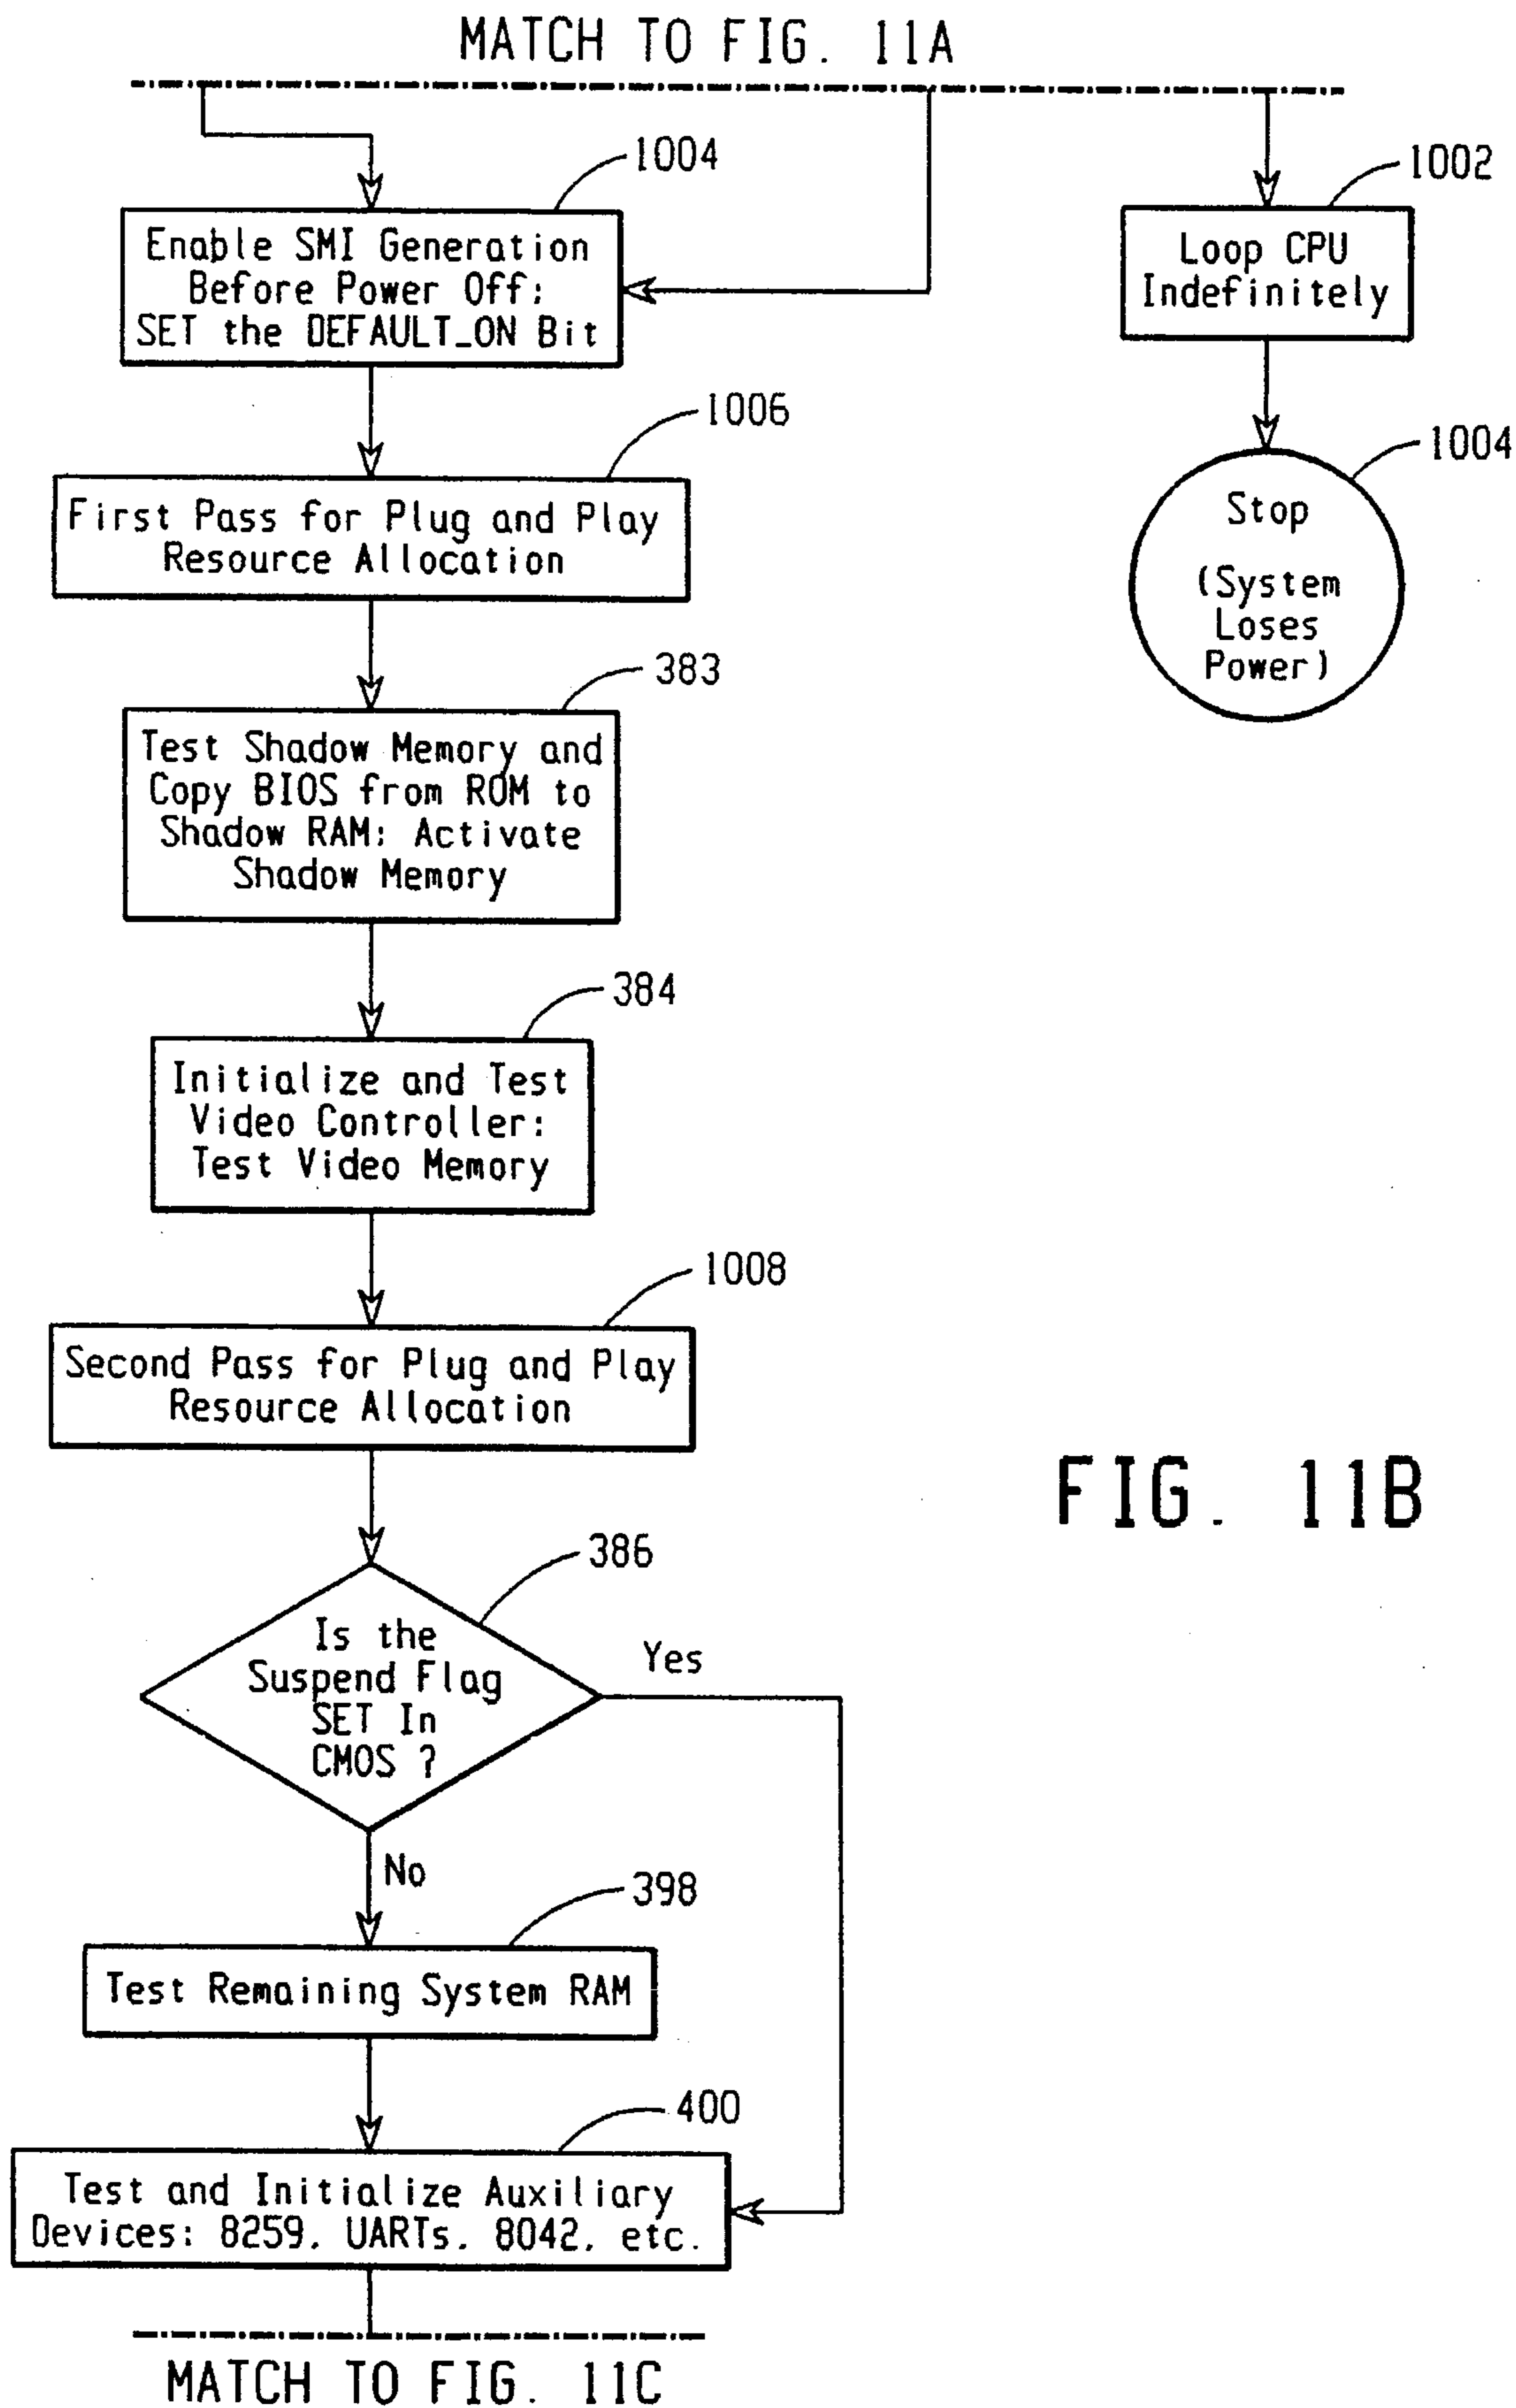 MATCH TO FIG. 11A
1004
Enable SMI Generation
Before Power Off;
SET the DEFAULT_ON Bit
1002
Loop CPU
Indefinitely
1006
First Pass for Plug and Play
Resource Allocation
1004
Stop
(System
Loses
Power)
383
Test Shadow Memory and
Copy BIOS from ROM to
Shadow RAM; Activate
Shadow Memory
384
Initialize and Test
Video Controller;
Test Video Memory
1008
Second Pass for Plug and Play
Resource Allocation
FIG. 11B
386
Is the
Suspend Flag
SET In
CMOS ?
Yes
No
398
Test Remaining System RAM
400
Test and Initialize Auxiliary
Devices: 8259, UARTs, 8042, etc.
MATCH TO FIG. 11C